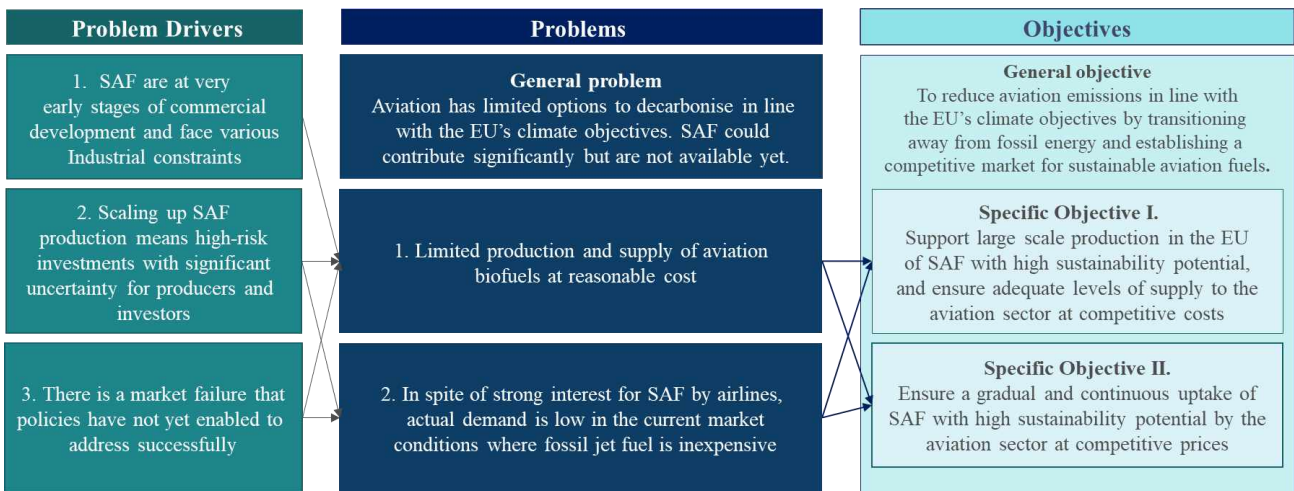 Problem Drivers
1. SAF are at very
early stages of commercial
development and face various
Industrial constraints
2. Scaling up SAF
production means high-risk
investments with significant
uncertainty for producers and
investors
3. There is a market failure that
policies have not yet enabled to
address successfully
Problems
General problem
Aviation has limited options to decarbonise in line
with the EU's climate objectives. SAF could
contribute significantly but are not available yet.
1. Limited production and supply of aviation
biofuels at reasonable cost
2. In spite of strong interest for SAF by airlines,
actual demand is low in the current market
conditions where fossil jet fuel is inexpensive
Objectives
General objective
To reduce aviation emissions in line with
the EU's climate objectives by transitioning
away from fossil energy and establishing a
competitive market for sustainable aviation fuels.
Specific Objective I.
Support large scale production in the EU
of SAF with high sustainability potential,
and ensure adequate levels of supply to the
aviation sector at competitive costs
Specific Objective II.
Ensure a gradual and continuous uptake of
SAF with high sustainability potential by the
aviation sector at competitive prices